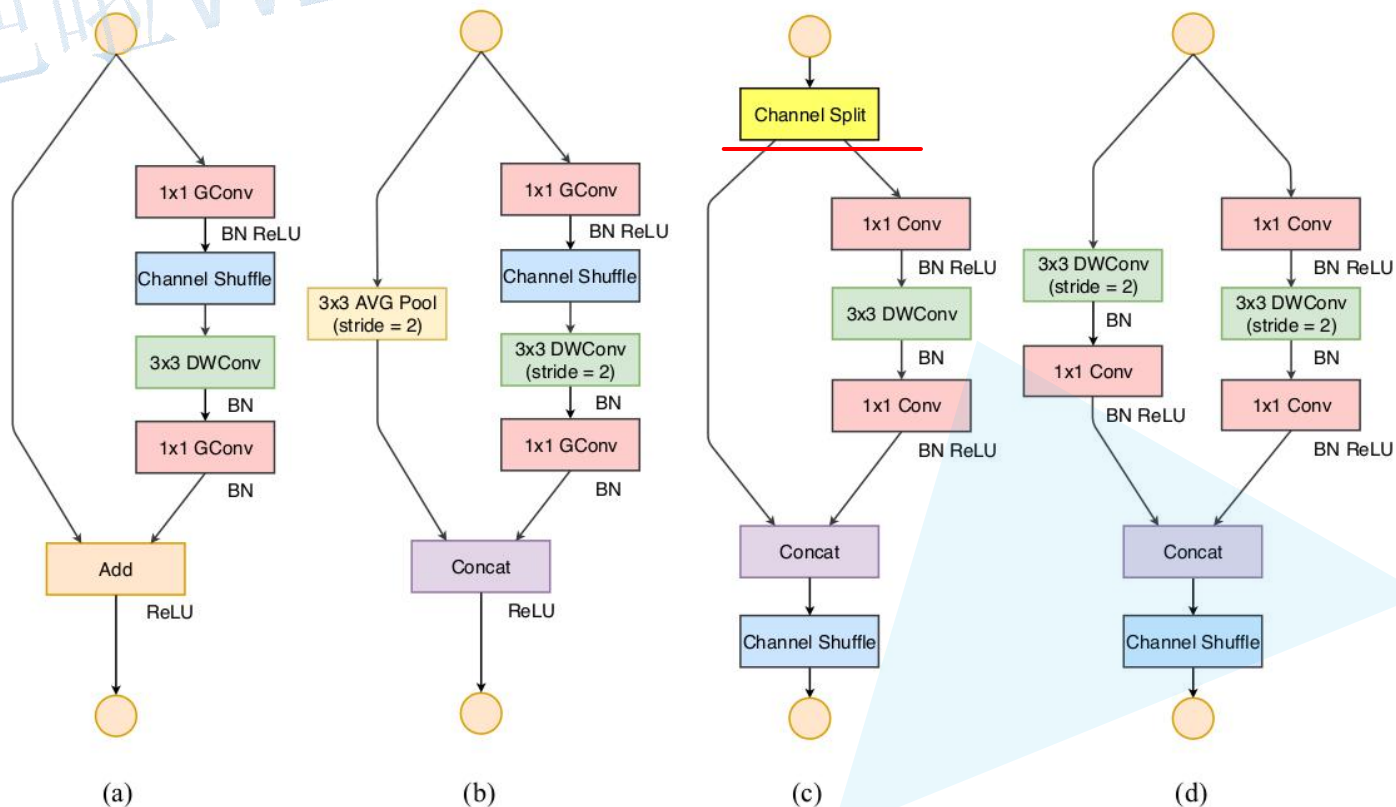 1x1 GConv
BN ReLU
Channel Shuffle
3x3 DWConv
BN
1x1 GConv
BN
Add
ReLU
(a)
1x1 GConv
BN ReLU
Channel Shuffle
3x3 AVG Pool
(stride = 2)
3x3 DWConv
(stride = 2)
BN
1x1 GConv
BN
Concat
ReLU
(b)
Channel Split
1x1 Conv
BN ReLU
3x3 DWConv
BN
1x1 Conv
BN ReLU
Concat
Channel Shuffle
(c)
3x3 DWConv
(stride = 2)
BN
1x1 Conv
BN ReLU
1x1 Conv
BN ReLU
3x3 DWConv
(stride = 2)
BN
1x1 Conv
BN ReLU
Concat
Channel Shuffle
(d)